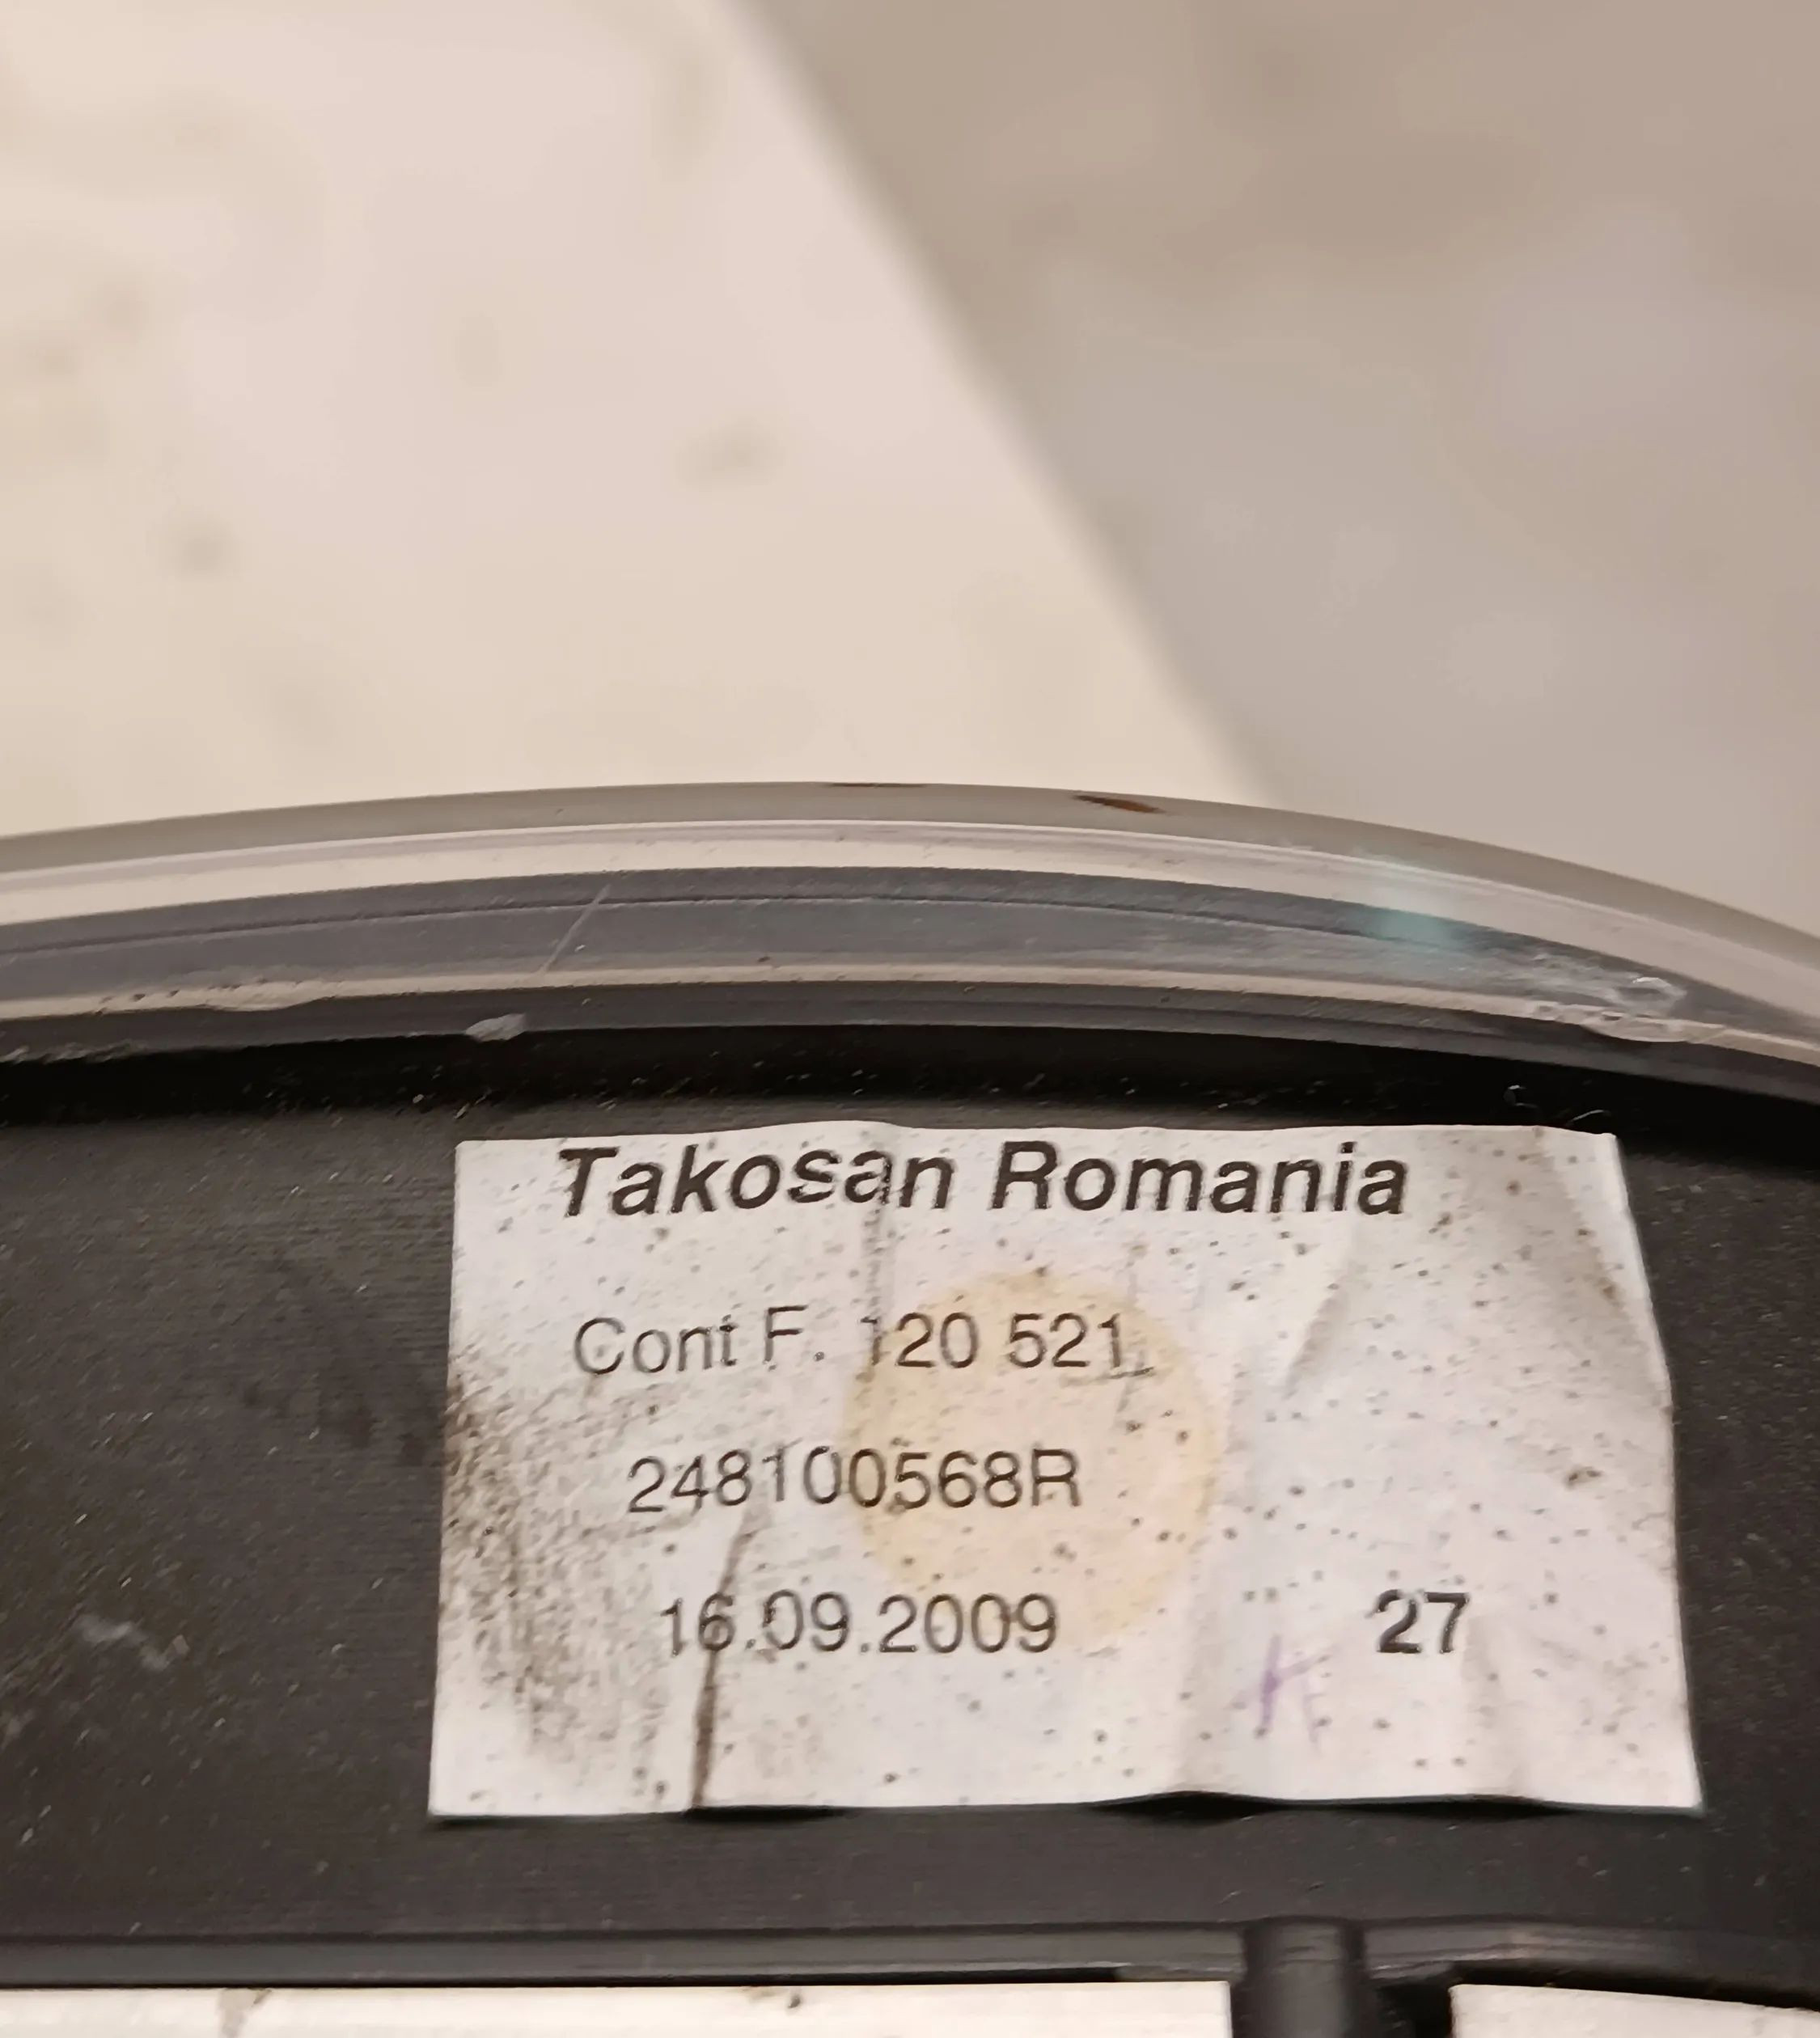 Takosan Romania
Cont F. 120 521
248100568R
16.09.2009 27
K